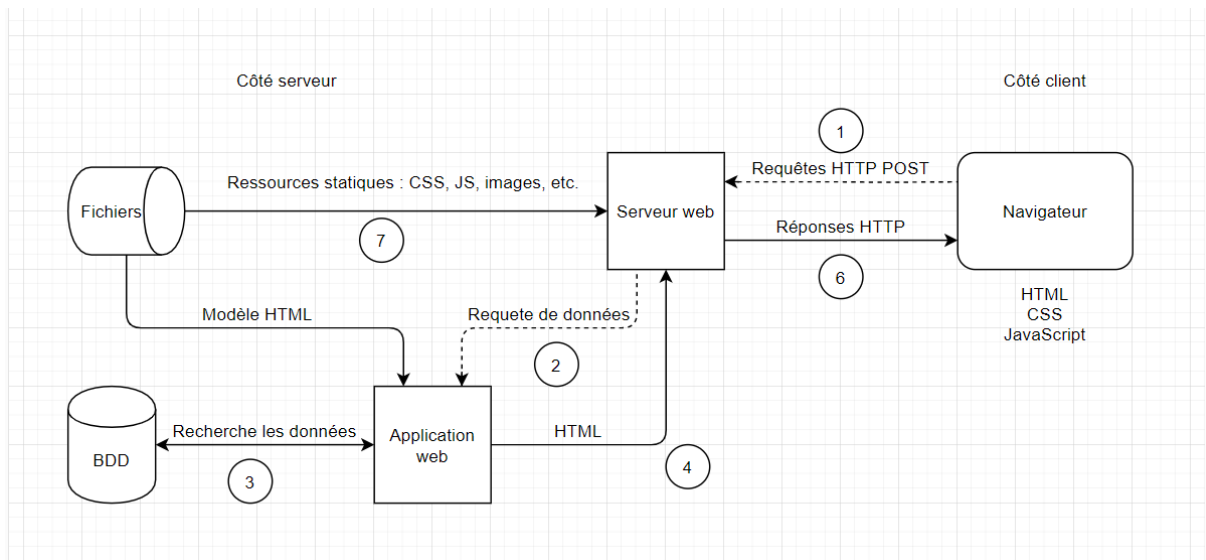 Côté serveur
Côté client
1
Requêtes HTTP POST
Ressources statiques : CSS, JS, images, etc.
Fichiers
Serveur web
Navigateur
Réponses HTTP
7
6
HTML
CSS
JavaScript
Modèle HTML
Requete de données
2
Recherche les données
Application
web
HTML
BDD
3
4